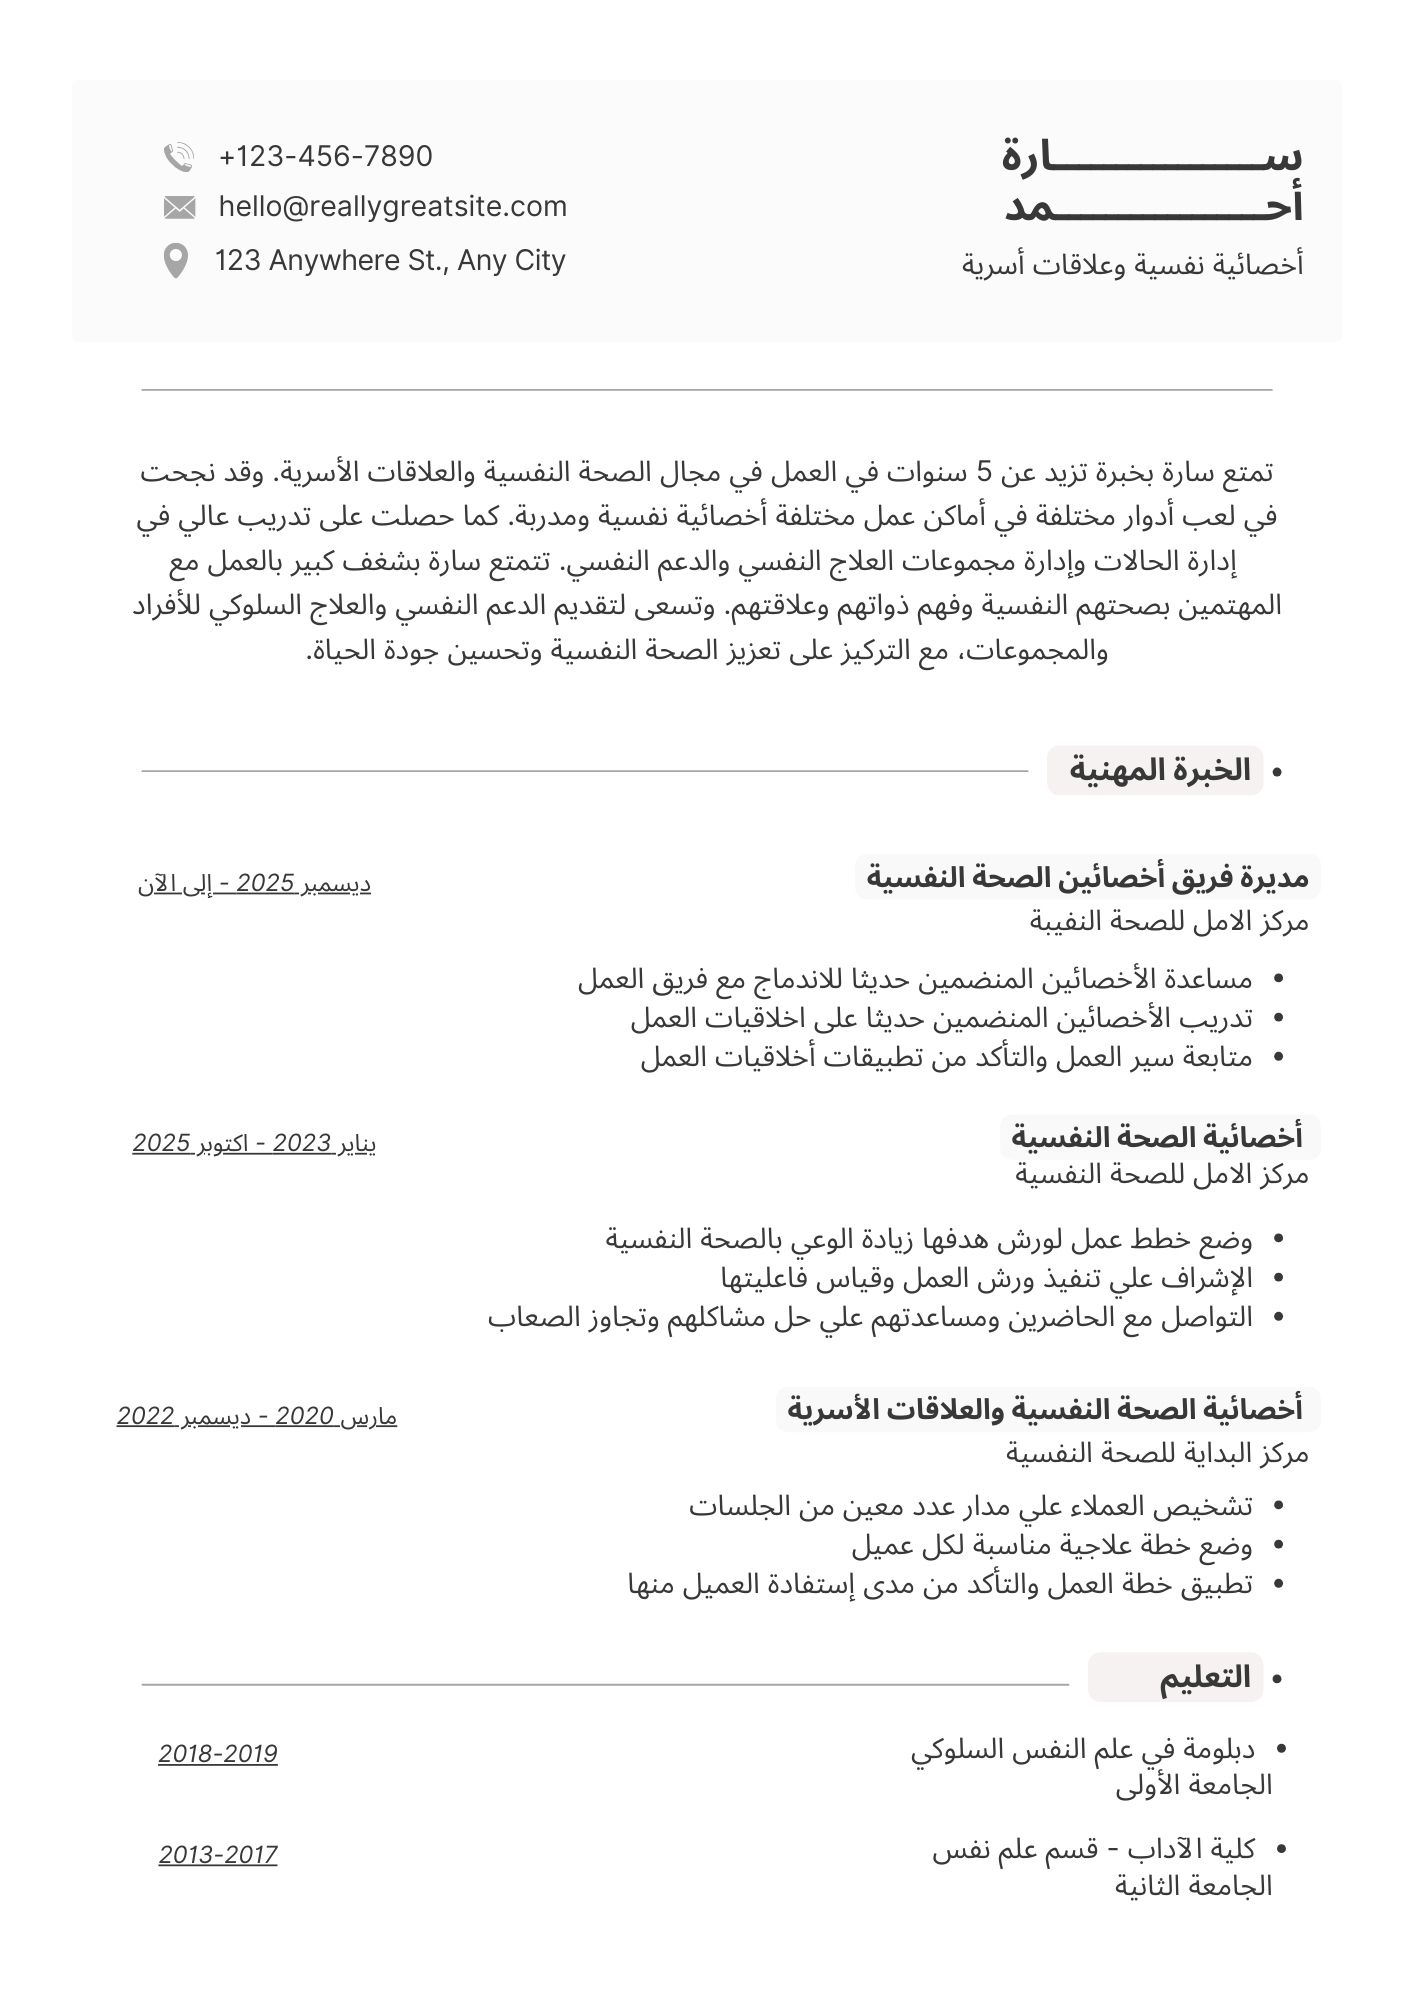 ســـــــــــــــــارة
أحـــــــــــــــــمد
أخصائية نفسية وعلاقات أسرية
+123-456-7890
hello@reallygreatsite.com
123 Anywhere St., Any City
تمتع سارة بخبرة تزيد عن 5 سنوات في العمل في مجال الصحة النفسية والعلاقات الأسرية. وقد نجحت
في لعب أدوار مختلفة في أماكن عمل مختلفة أخصائية نفسية ومدربة. كما حصلت على تدريب عالي في
إدارة الحالات وإدارة مجموعات العلاج النفسي والدعم النفسي. تتمتع سارة بشغف كبير بالعمل مع
المهتمين بصحتهم النفسية وفهم ذواتهم وعلاقتهم. وتسعى لتقديم الدعم النفسي والعلاج السلوكي للأفراد
والمجموعات، مع التركيز على تعزيز الصحة النفسية وتحسين جودة الحياة.
• الخبرة المهنية
مديرة فريق أخصائين الصحة النفسية
ديسمبر 2025 - إلى الآن
مركز الامل للصحة النفيبة
• مساعدة الأخصائين المنضمين حديثا للاندماج مع فريق العمل
• تدريب الأخصائين المنضمين حديثا على اخلاقيات العمل
• متابعة سير العمل والتأكد من تطبيقات أخلاقيات العمل
أخصائية الصحة النفسية
يناير 2023 - اكتوبر 2025
مركز الامل للصحة النفسية
• وضع خطط عمل لورش هدفها زيادة الوعي بالصحة النفسية
• الإشراف علي تنفيذ ورش العمل وقياس فاعليتها
• التواصل مع الحاضرين ومساعدتهم علي حل مشاكلهم وتجاوز الصعاب
أخصائية الصحة النفسية والعلاقات الأسرية
مارس 2020 - ديسمبر 2022
مركز البداية للصحة النفسية
• تشخيص العملاء علي مدار عدد معين من الجلسات
• وضع خطة علاجية مناسبة لكل عميل
• تطبيق خطة العمل والتأكد من مدى إستفادة العميل منها
• التعليم
• دبلومة في علم النفس السلوكي
2018-2019
الجامعة الأولى
• كلية الآداب - قسم علم نفس
2013-2017
الجامعة الثانية